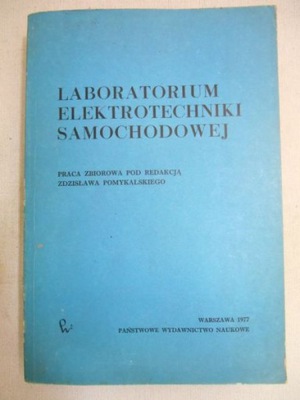 LABORATORIUM
ELEKTROTECHNIKI
SAMOCHODOWEJ
PRACA ZBIOROWA POD REDAKCJĄ
ZDZISŁAWA POMYKALSKIEGO
WARSZAWA 1977
PAŃSTWOWE WYDAWNICTWO NAUKOWE